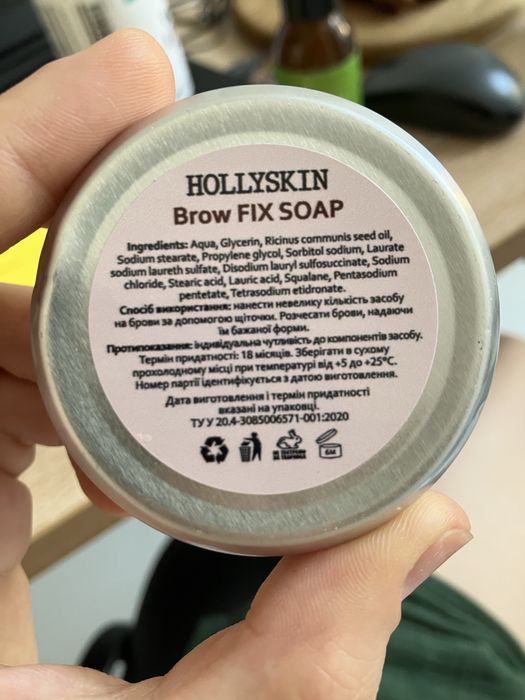 HOLLYSKIN
Brow FIX SOAP
Ingredients: Aqua, Glycerin, Ricinus communis seed oil,
Sodium stearate, Propylene glycol, Sorbitol sodium, Laurate
sodium laureth sulfate, Disodium lauryl sulfosuccinate, Sodium
chloride, Stearic acid, Lauric acid, Squalane, Pentasodium
pentetate, Tetrasodium etidronate.
Спосіб використання: нанести невелику кількість засобу
на брови за допомогою щіточки. Розчесати брови, надаючи
їм бажаної форми.
Протипоказання: індивідуальна чутливість до компонентів засобу.
Термін придатності: 18 місяців. Зберігати в сухому
прохолодному місці при температурі від +5 до +25°C.
Номер партії ідентифікується з датою виготовлення.
Дата виготовлення і термін придатності
вказані на упаковці.
ТУ У 20.4-3085006571-001:2020
не тестували
на тваринах
6M